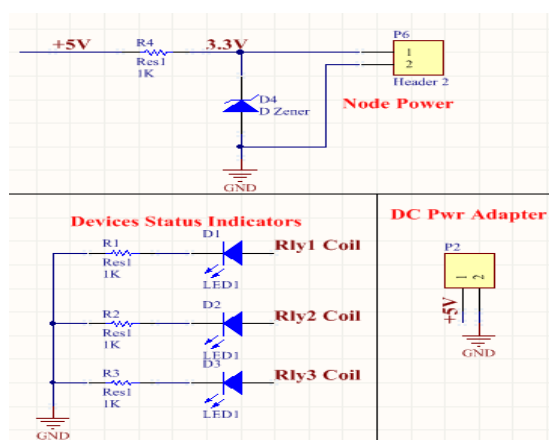 +5V
R4
Res1
1K
3.3V
P6
1
2
Header 2
D4
D Zener
Node Power
GND
Devices Status Indicators
D1
R1
Res1
1K
LED1
Rly1 Coil
D2
R2
Res1
1K
LED1
Rly2 Coil
D3
R3
Res1
1K
LED1
Rly3 Coil
GND
DC Pwr Adapter
P2
1
2
+5V
GND